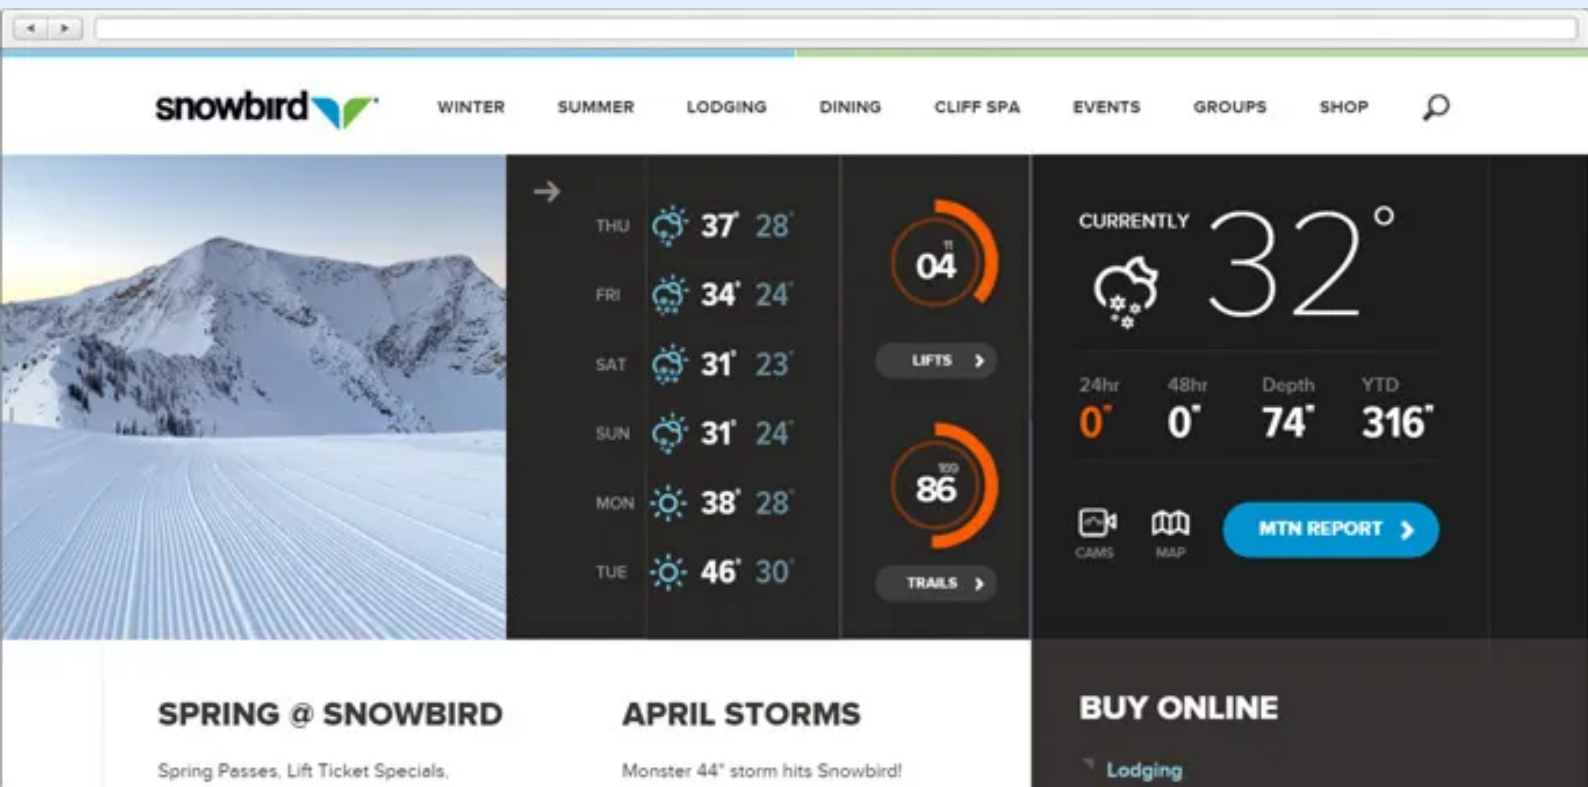 snowbird
WINTER SUMMER LODGING DINING CLIFF SPA EVENTS GROUPS SHOP
THU 37° 28°
FRI 34° 24°
SAT 31° 23°
SUN 31° 24°
MON 38° 28°
TUE 46° 30°
11
04
LIFTS
169
86
TRAILS
CURRENTLY 32°
24hr 48hr Depth YTD
0" 0" 74" 316"
CAMS MAP MTN REPORT
SPRING @ SNOWBIRD
Spring Passes, Lift Ticket Specials,
APRIL STORMS
Monster 44" storm hits Snowbird!
BUY ONLINE
Lodging